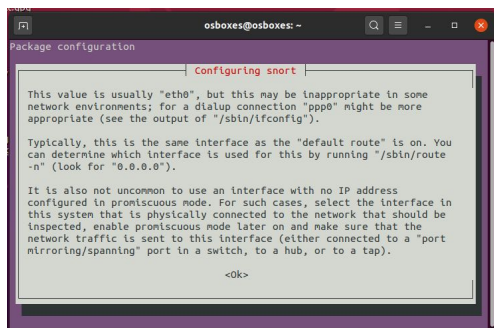 osboxes@osboxes: ~
Package configuration
Configuring snort
This value is usually "eth0", but this may be inappropriate in some
network environments; for a dialup connection "ppp0" might be more
appropriate (see the output of "/sbin/ifconfig").
Typically, this is the same interface as the "default route" is on. You
can determine which interface is used for this by running "/sbin/route
-n" (look for "0.0.0.0").
It is also not uncommon to use an interface with no IP address
configured in promiscuous mode. For such cases, select the interface in
this system that is physically connected to the network that should be
inspected, enable promiscuous mode later on and make sure that the
network traffic is sent to this interface (either connected to a "port
mirroring/spanning" port in a switch, to a hub, or to a tap).
<Ok>